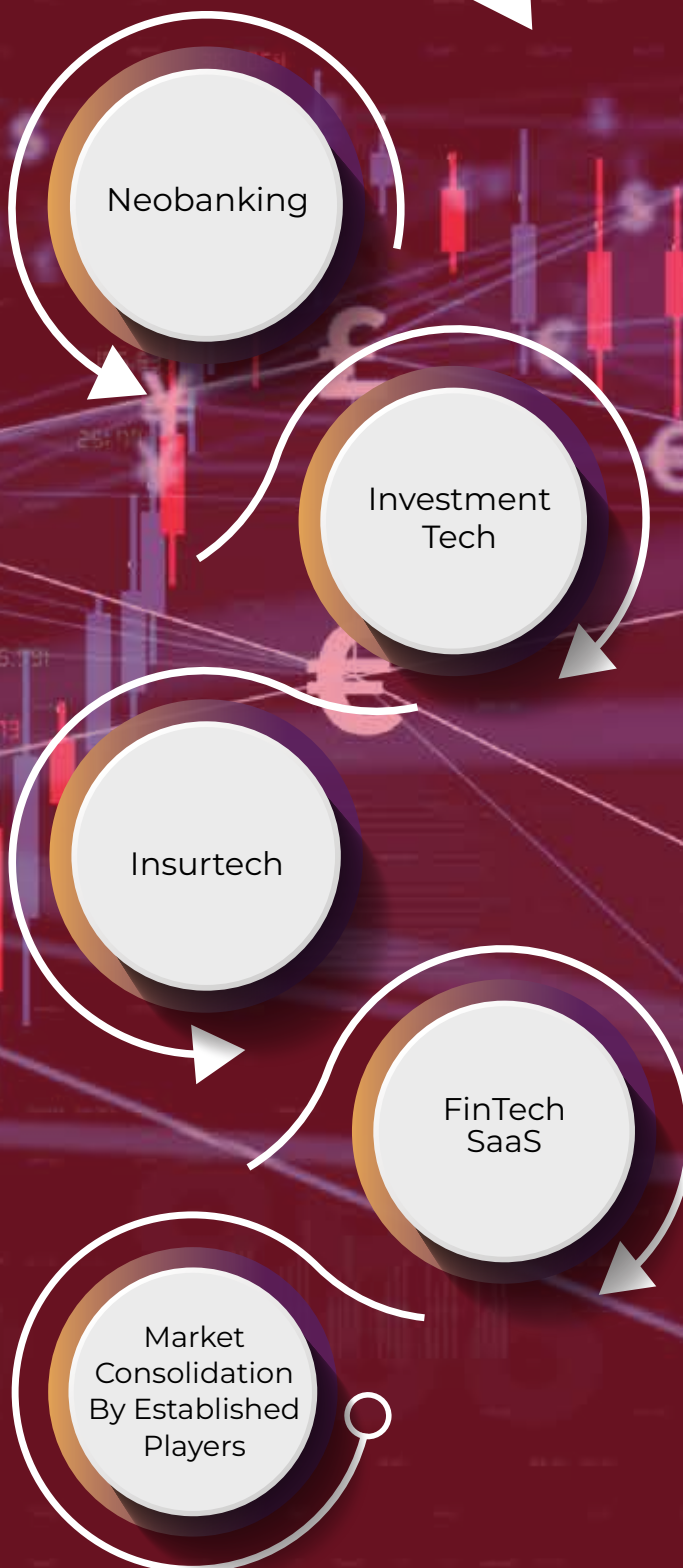 Neobanking
Investment
Tech
Insurtech
FinTech
SaaS
Market
Consolidation
By Established
Players